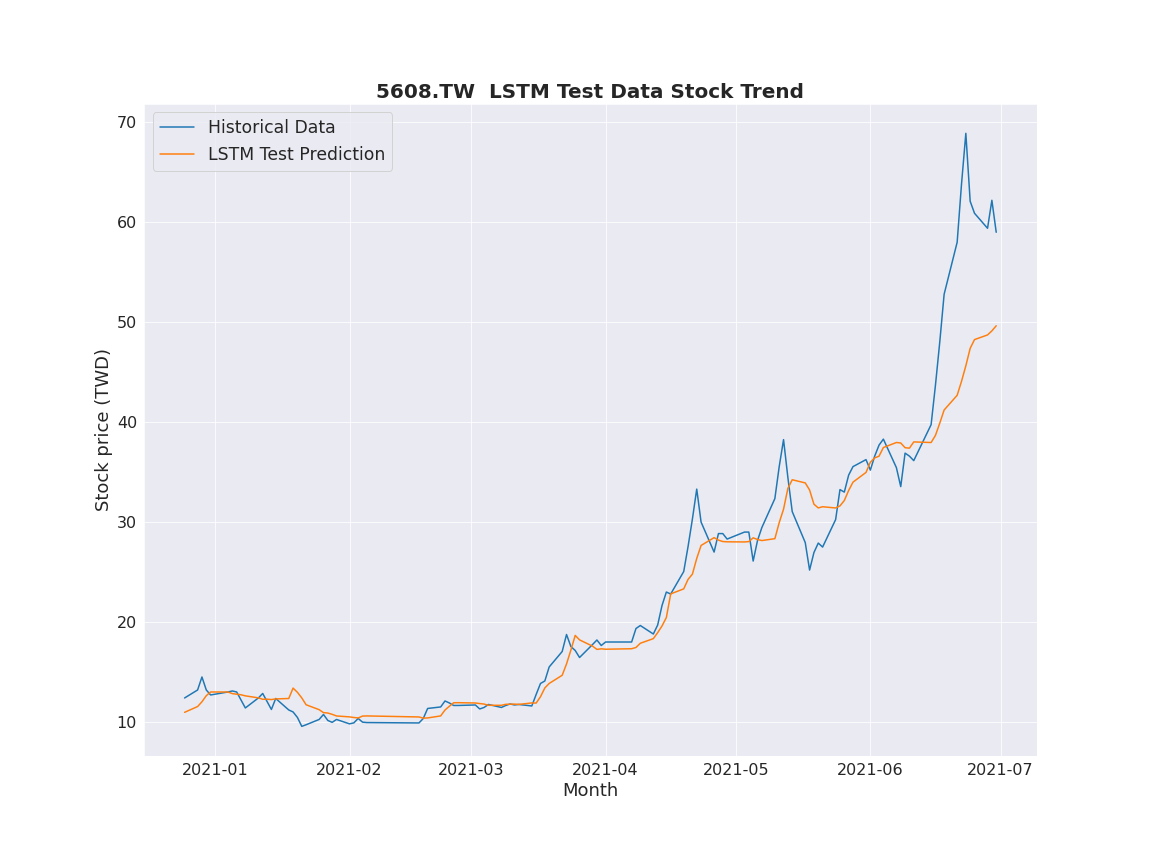 5608.TW  LSTM Test Data Stock Trend
Historical Data
LSTM Test Prediction
Stock price (TWD)
70
60
50
40
30
20
10
2021-01 2021-02 2021-03 2021-04 2021-05 2021-06 2021-07
Month